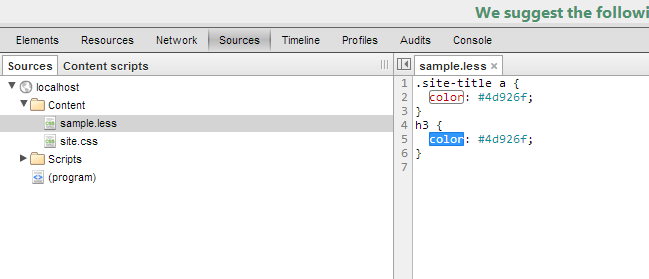 We suggest the followi
Elements Resources Network Sources Timeline Profiles Audits Console
Sources Content scripts
localhost
Content
sample.less
site.css
Scripts
(program)
sample.less ×
1 .site-title a {
2 color: #4d926f;
3 }
4 h3 {
5 color: #4d926f;
6 }
7